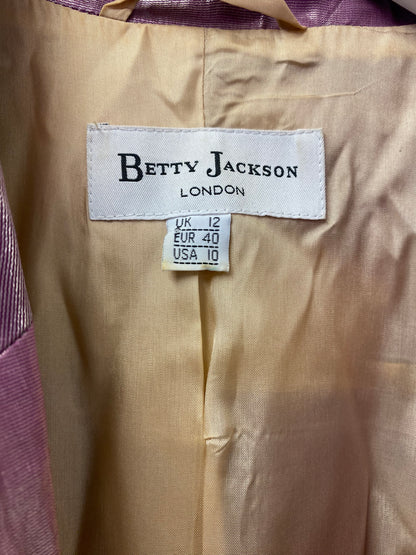 BETTY JACKSON
LONDON
UK 12
EUR 40
USA 10